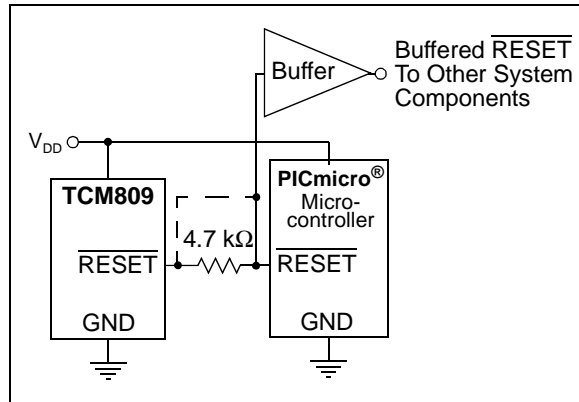 Buffer
Buffered RESET
To Other System
Components
VDD
TCM809
PICmicro®
Micro-
controller
4.7 kΩ
RESET
RESET
GND
GND